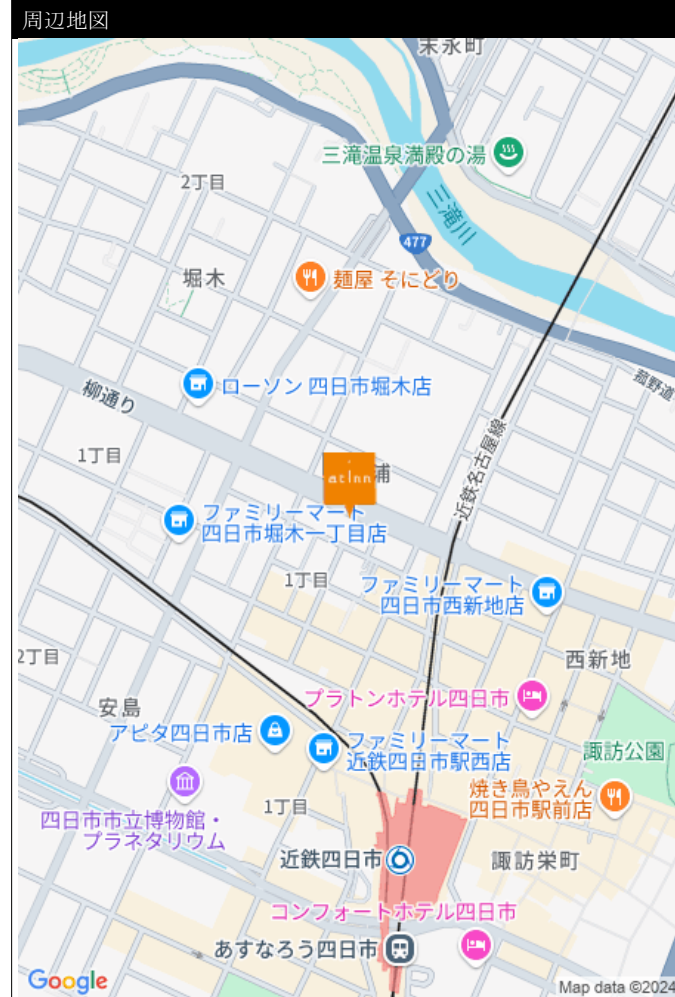 周辺地図
末永町
三滝温泉満殿の湯
2丁目
三滝川
477
堀木
麺屋 そにどり
菰野道
ローソン 四日市堀木店
柳通り
近鉄名古屋線
1丁目
atInn
浦
ファミリーマート
四日市堀木一丁目店
1丁目
ファミリーマート
四日市西新地店
2丁目
西新地
プラトンホテル四日市
安島
アピタ四日市店
ファミリーマート
近鉄四日市駅西店
諏訪公園
焼き鳥やえん
四日市駅前店
四日市市立博物館・
プラネタリウム
1丁目
近鉄四日市
諏訪栄町
コンフォートホテル四日市
あすなろう四日市
Google
Map data ©2024